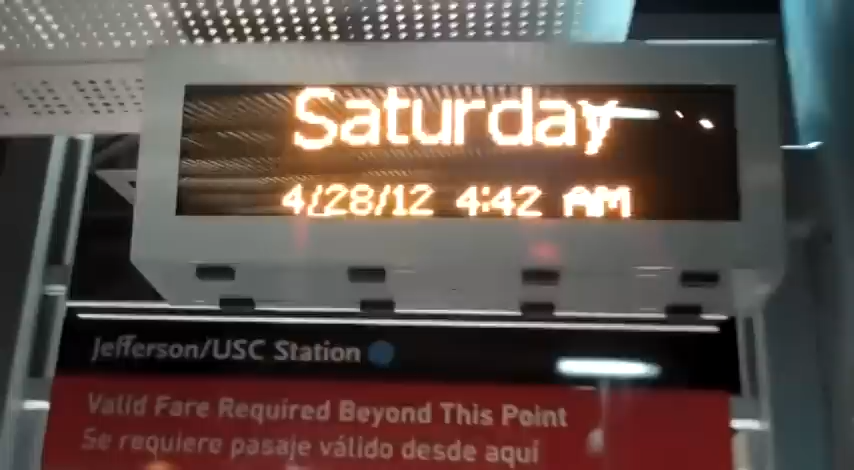 Saturday
4/28/12 4:42 AM
Jefferson/USC Station
Valid Fare Required Beyond This Point
Se requiere pasaje válido desde aquí